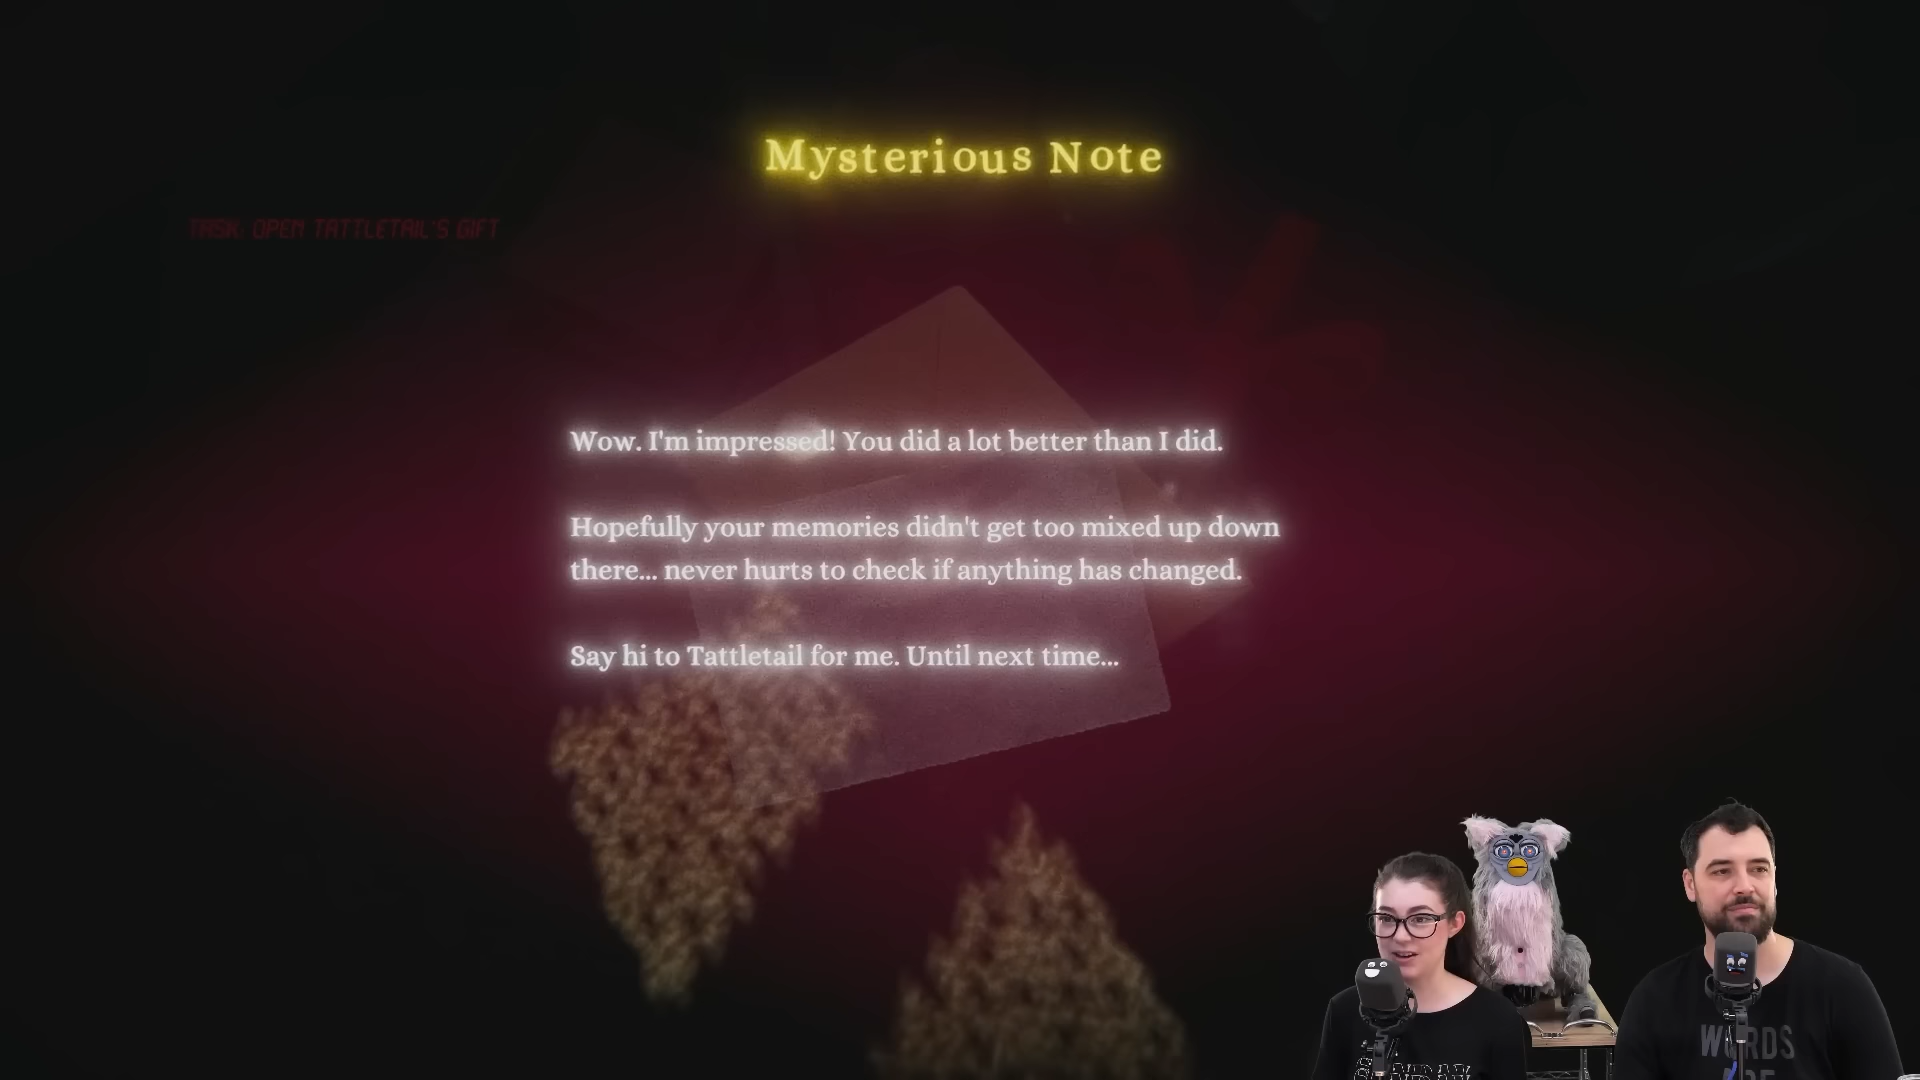 Mysterious Note
TASK: OPEN TATTLETAIL'S GIFT
Wow. I'm impressed! You did a lot better than I did.
Hopefully your memories didn't get too mixed up down
there... never hurts to check if anything has changed.
Say hi to Tattletail for me. Until next time...
WORDS
ARE